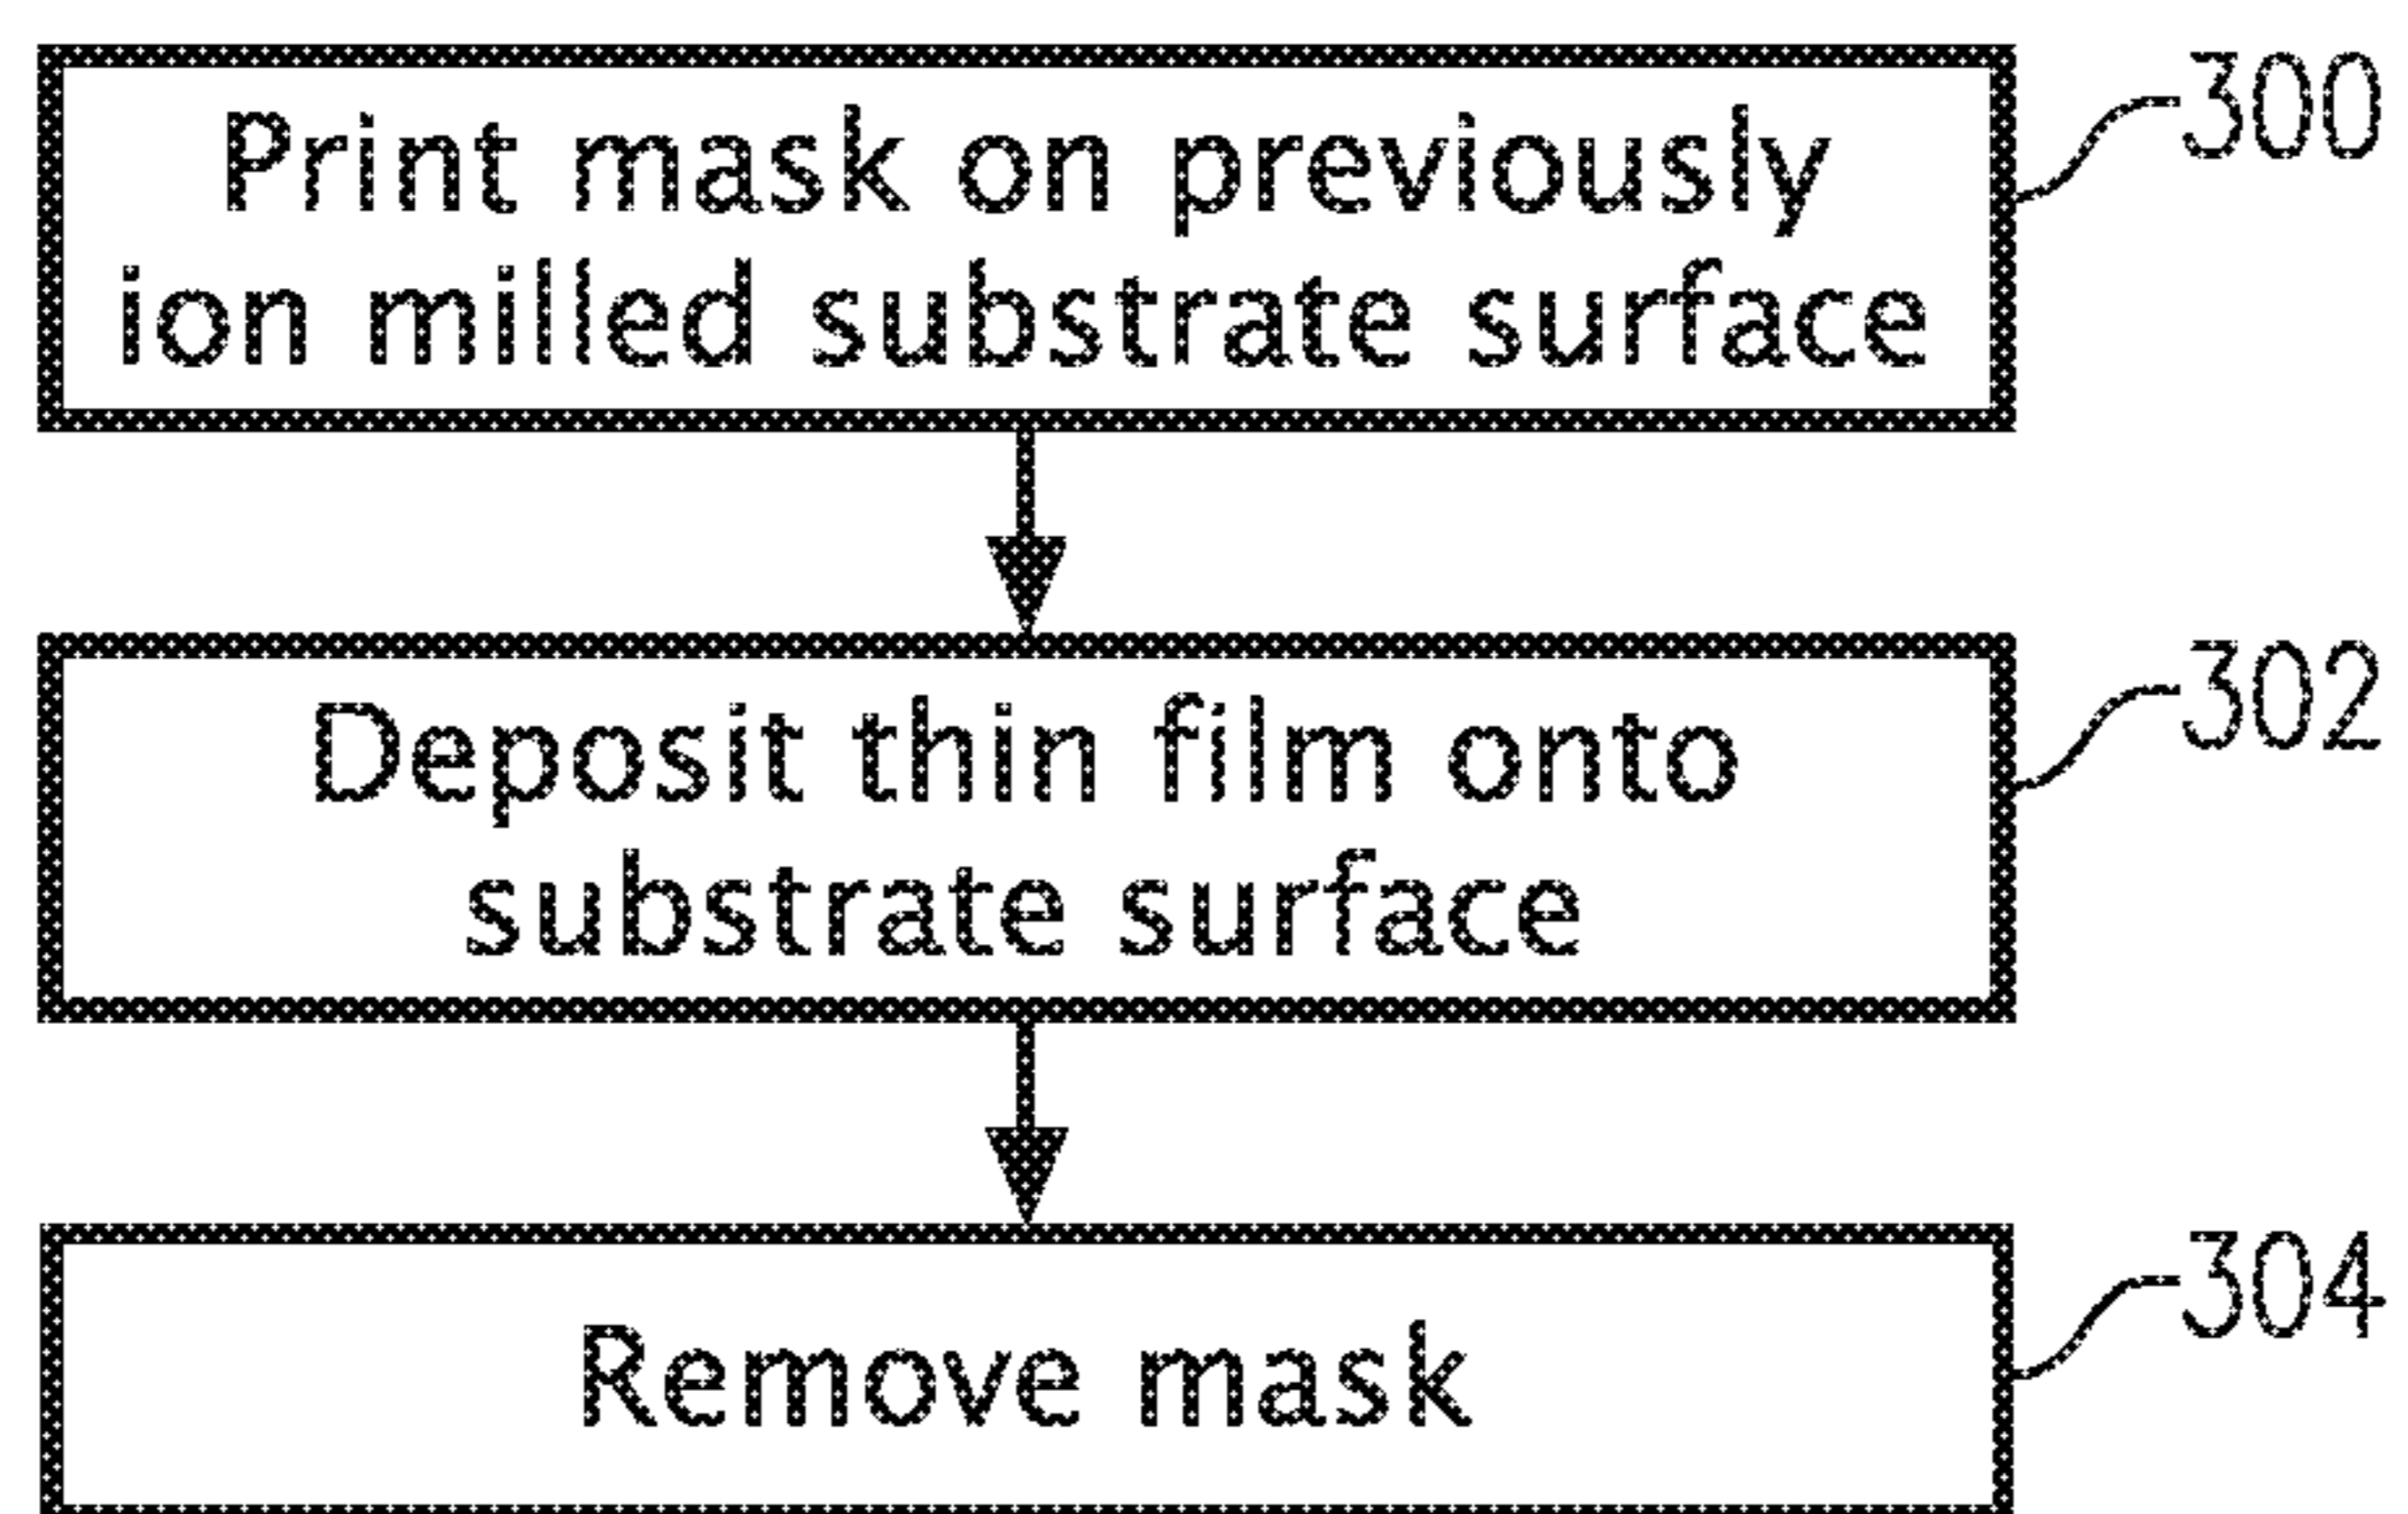 Print mask on previously
ion milled substrate surface
300
Deposit thin film onto
substrate surface
302
Remove mask
304